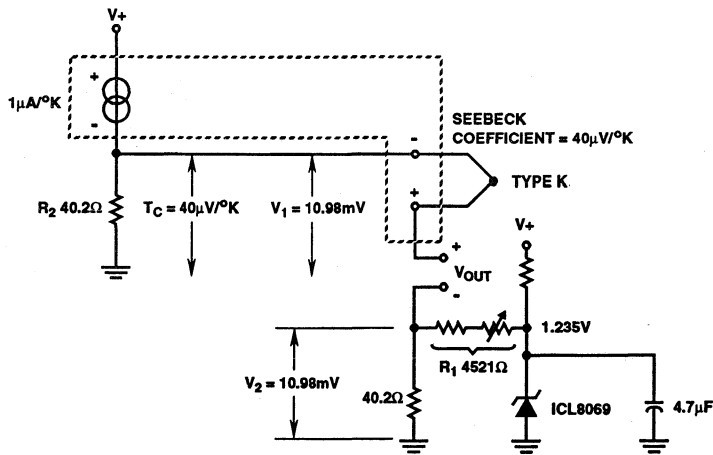 V+
+
1µA/°K
-
SEEBECK
COEFFICIENT = 40µV/°K
-
TYPE K
+
R2 40.2Ω
TC = 40µV/°K
V1 = 10.98mV
V+
+
VOUT
-
1.235V
R1 4521Ω
V2 = 10.98mV
40.2Ω
ICL8069
4.7µF